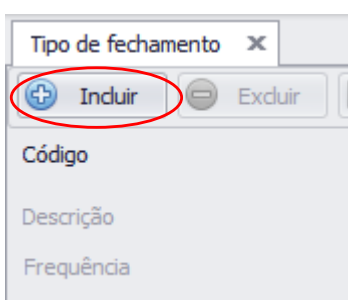 Tipo de fechamento
Incluir Excluir
Código
Descrição
Frequência